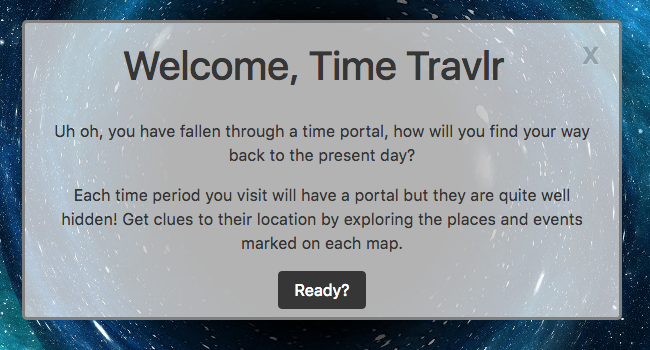 Welcome, Time Travlr
X
Uh oh, you have fallen through a time portal, how will you find your way
back to the present day?
Each time period you visit will have a portal but they are quite well
hidden! Get clues to their location by exploring the places and events
marked on each map.
Ready?